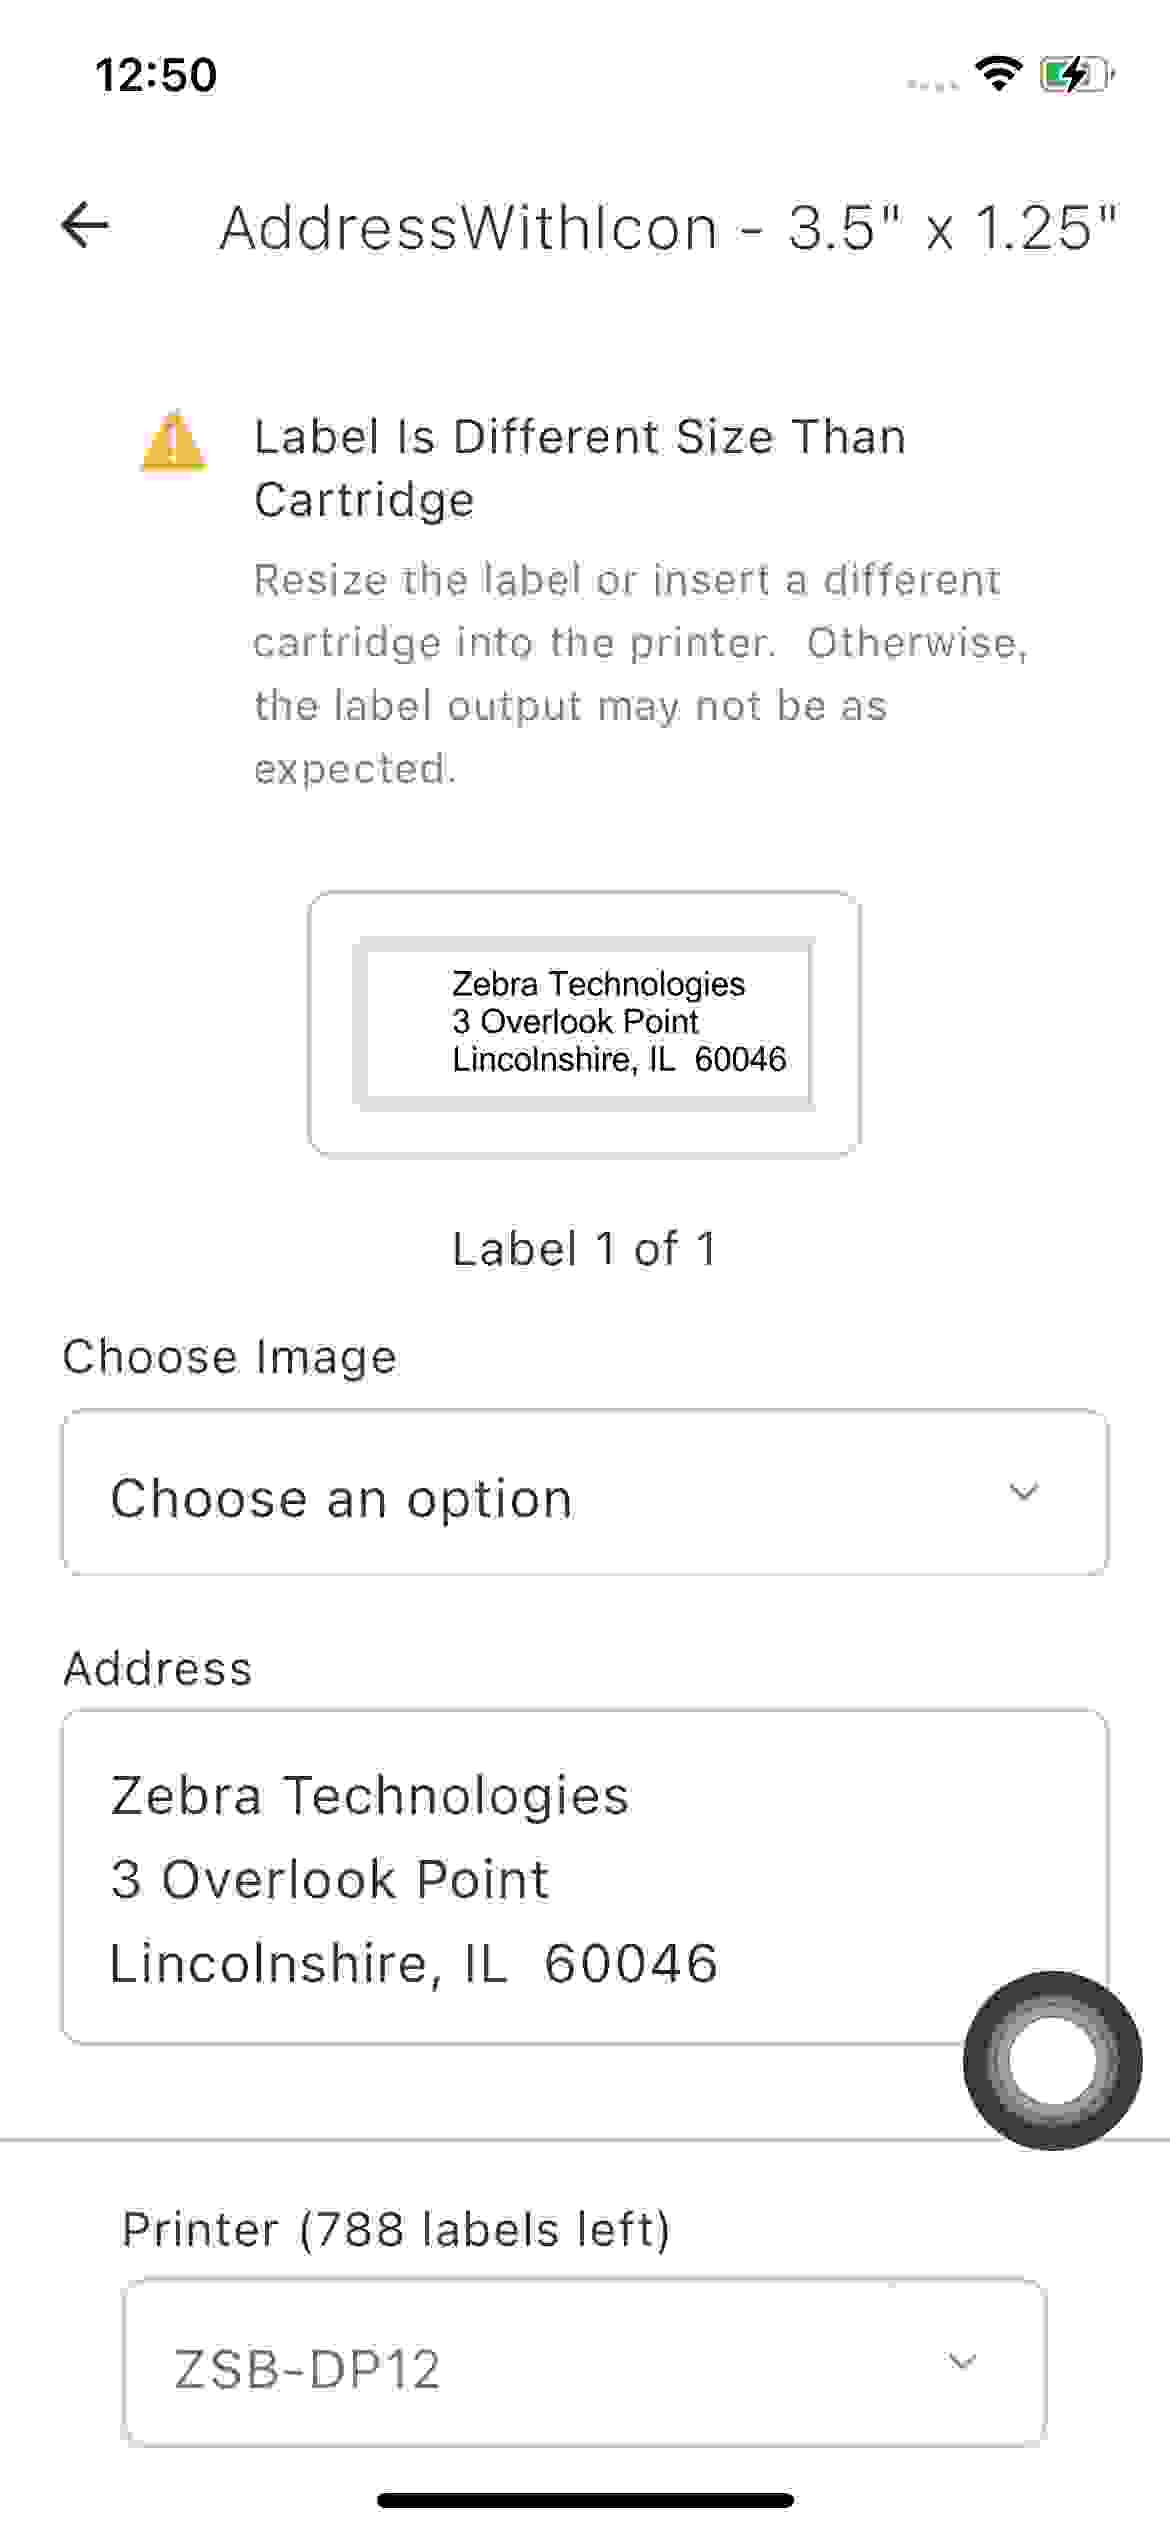 12:50
AddressWithIcon - 3.5" x 1.25"
Label Is Different Size Than
Cartridge
Resize the label or insert a different
cartridge into the printer.  Otherwise,
the label output may not be as
expected.
Zebra Technologies
3 Overlook Point
Lincolnshire, IL  60046
Label 1 of 1
Choose Image
Choose an option
Address
Zebra Technologies
3 Overlook Point
Lincolnshire, IL  60046
Printer (788 labels left)
ZSB-DP12